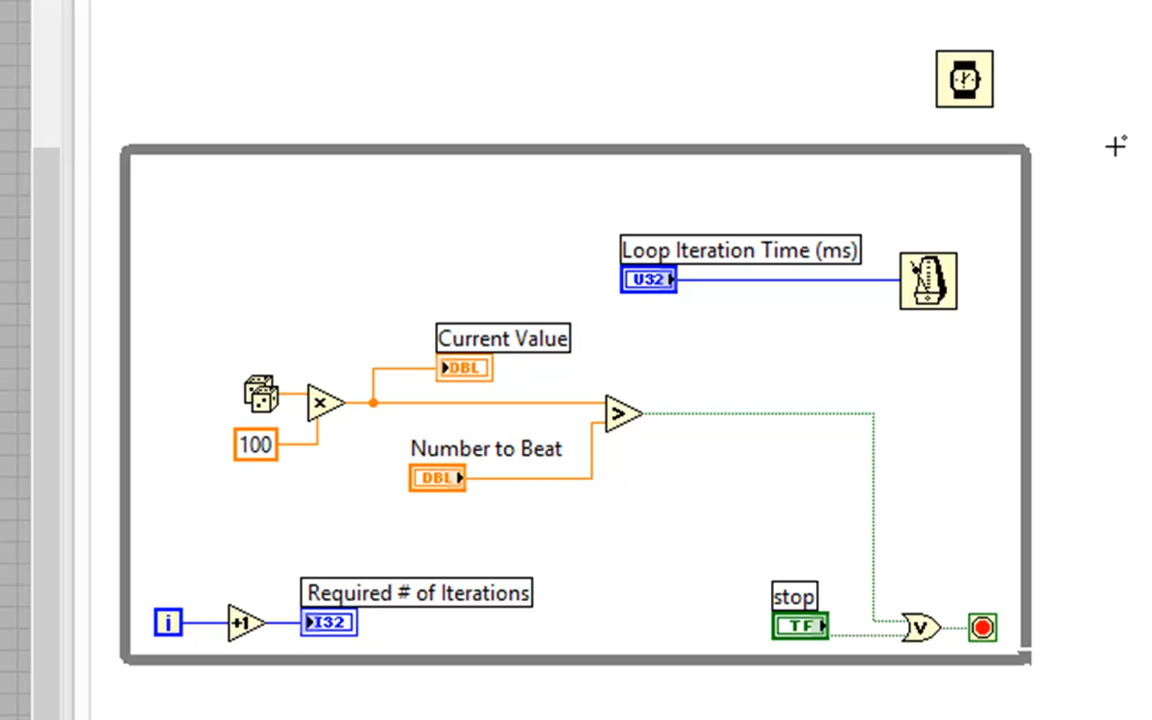 Loop Iteration Time (ms)
U32
Current Value
DBL
x
100
>
Number to Beat
DBL
Required # of Iterations
i
+1
I32
stop
TF
V